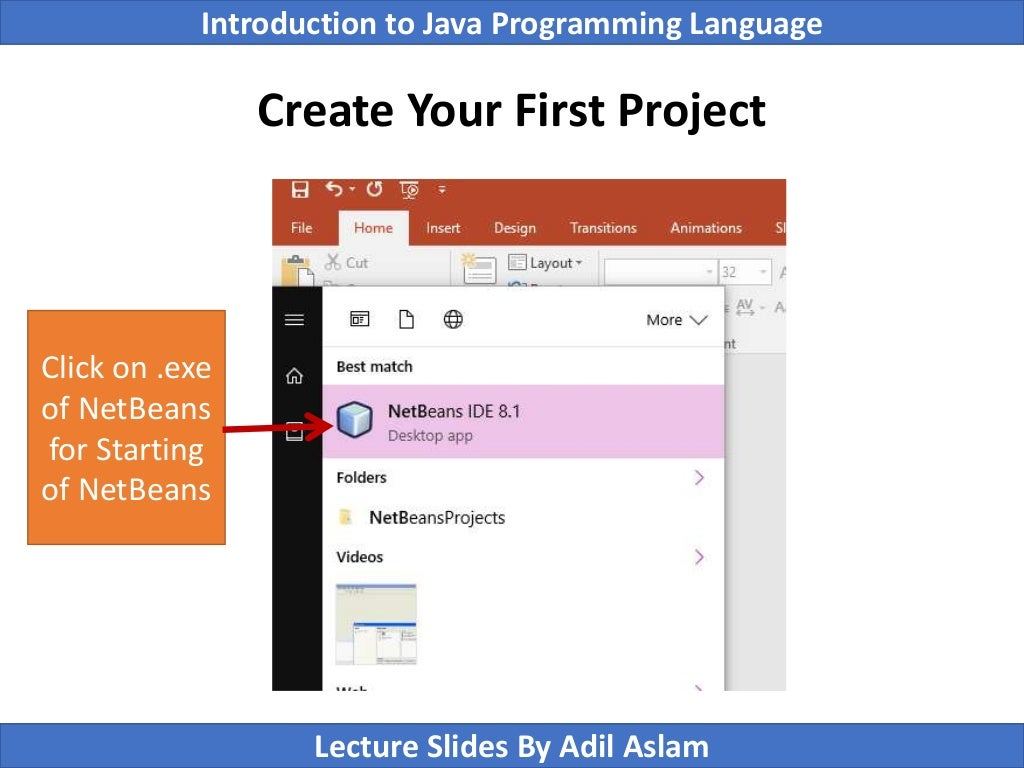 Introduction to Java Programming Language
Create Your First Project
File Home Insert Design Transitions Animations
Cut
Layout
32
AV
More
Best match
NetBeans IDE 8.1
Desktop app
Folders
NetBeansProjects
Videos
Click on .exe
of NetBeans
for Starting
of NetBeans
Lecture Slides By Adil Aslam